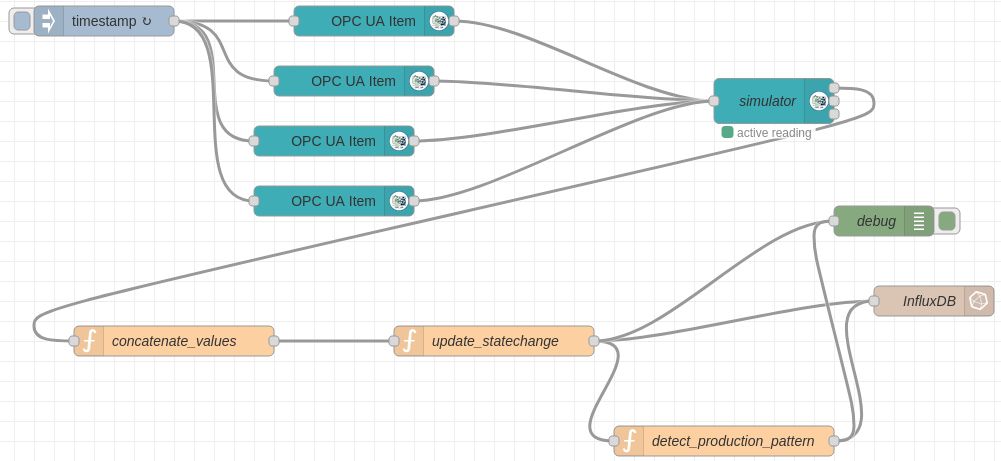 timestamp ↻
OPC UA Item
OPC UA Item
simulator
active reading
OPC UA Item
OPC UA Item
debug
InfluxDB
concatenate_values
update_statechange
detect_production_pattern